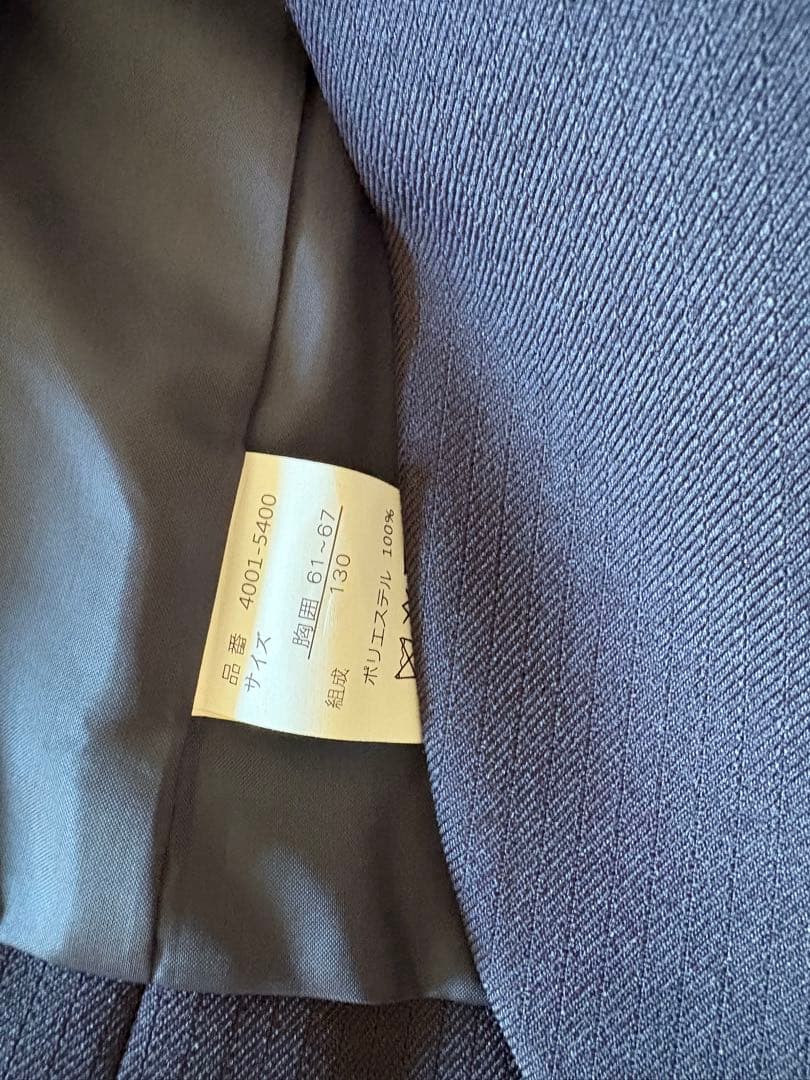 品番 4001-5400
サイズ
胸囲 61~67
130
組成
ポリエステル 100%